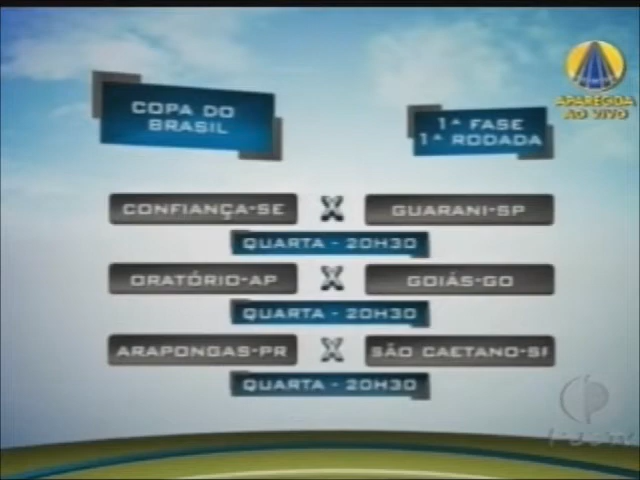 COPA DO
BRASIL
1ª FASE
1ª RODADA
APARECIDA
AO VIVO
CONFIANÇA-SE X GUARANI-SP
QUARTA - 20H30
ORATÓRIO-AP X GOIÁS-GO
QUARTA - 20H30
ARAPONGAS-PR X SÃO CAETANO-SP
QUARTA - 20H30